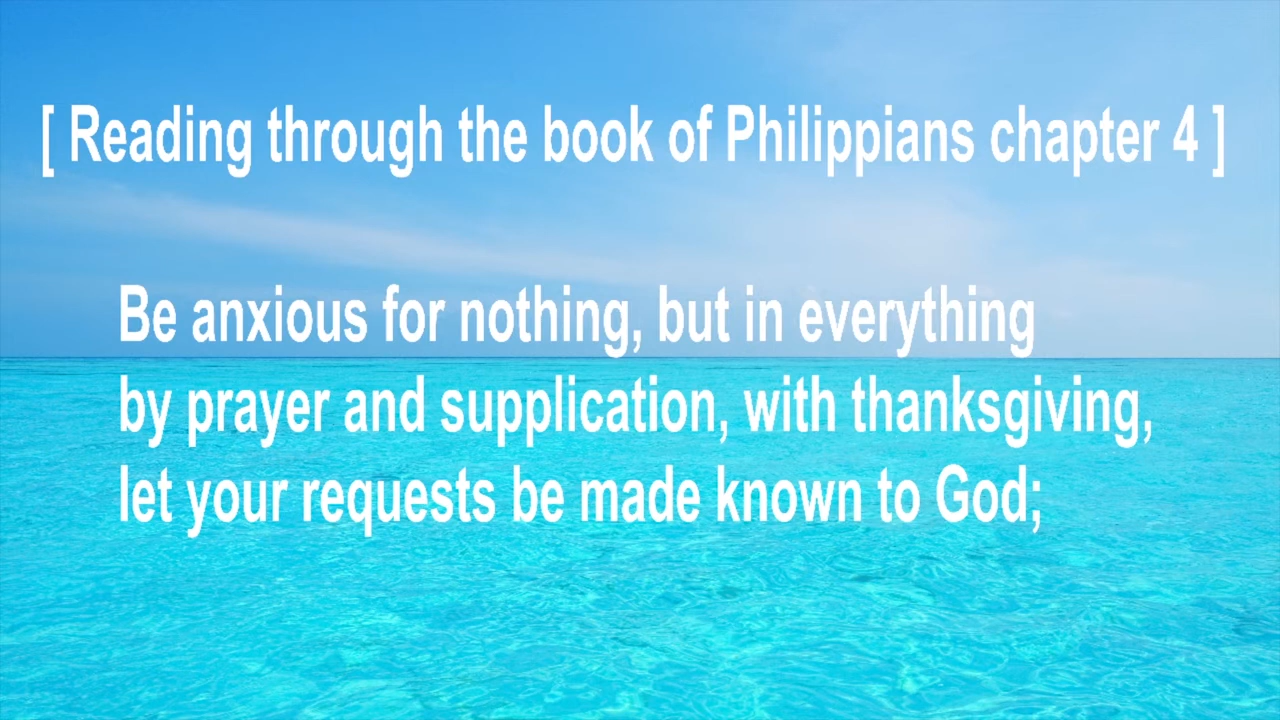 [ Reading through the book of Philippians chapter 4 ]
Be anxious for nothing, but in everything
by prayer and supplication, with thanksgiving,
let your requests be made known to God;